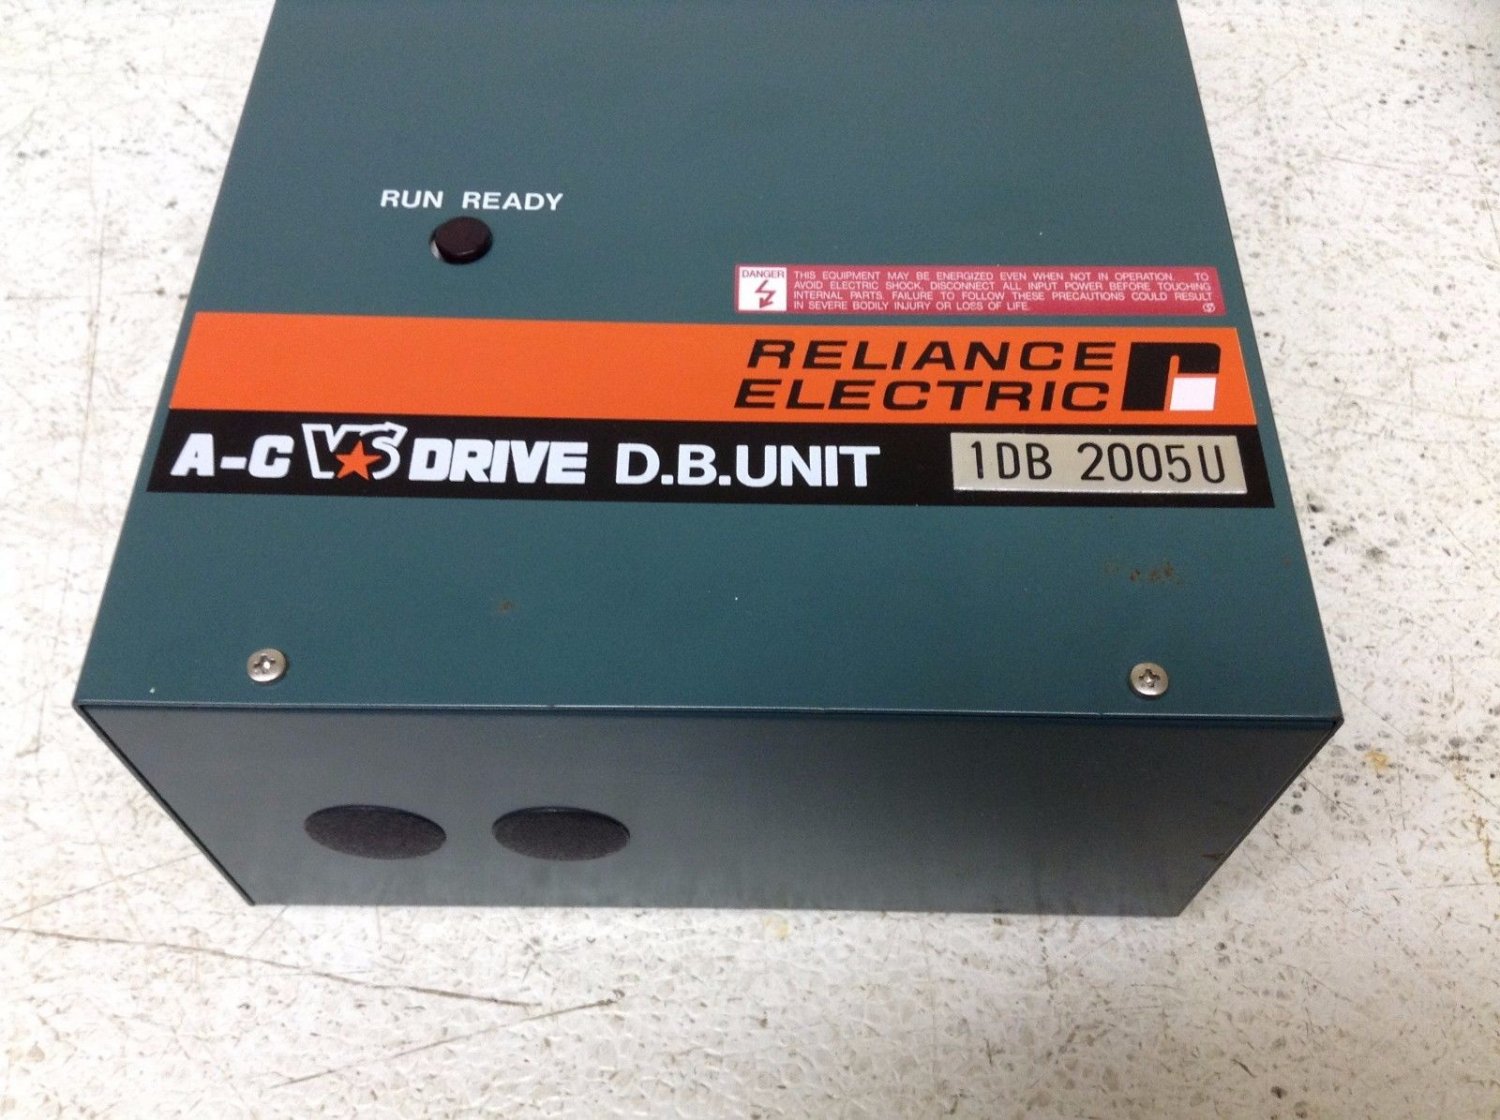 RUN READY
DANGER
THIS EQUIPMENT MAY BE ENERGIZED EVEN WHEN NOT IN OPERATION. TO
AVOID ELECTRIC SHOCK, DISCONNECT ALL INPUT POWER BEFORE TOUCHING
INTERNAL PARTS. FAILURE TO FOLLOW THESE PRECAUTIONS COULD RESULT
IN SEVERE BODILY INJURY OR LOSS OF LIFE.
RELIANCE
ELECTRIC
A-C VS DRIVE D.B.UNIT 1DB 2005U